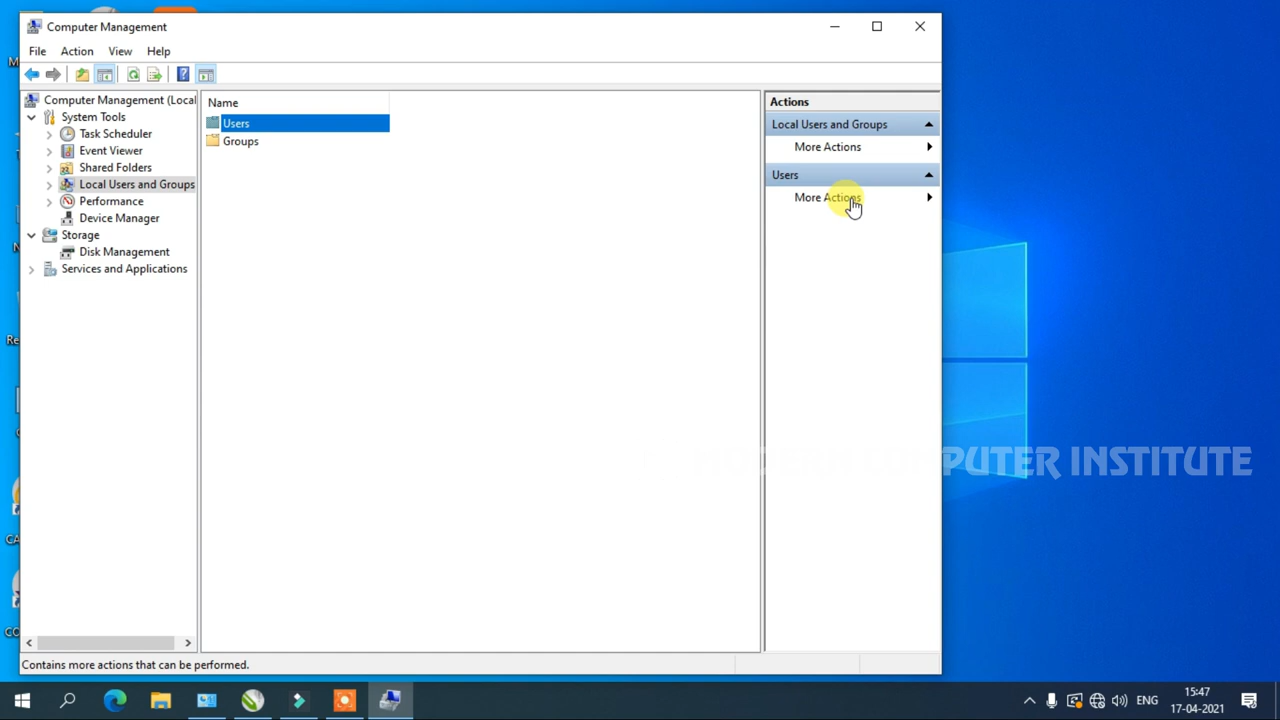 Computer Management
File Action View Help
Computer Management (Local
System Tools
Task Scheduler
Event Viewer
Shared Folders
Local Users and Groups
Performance
Device Manager
Storage
Disk Management
Services and Applications
Name
Users
Groups
Actions
Local Users and Groups
More Actions
Users
More Actions
MODERN COMPUTER INSTITUTE
Contains more actions that can be performed.
ENG
15:47
17-04-2021